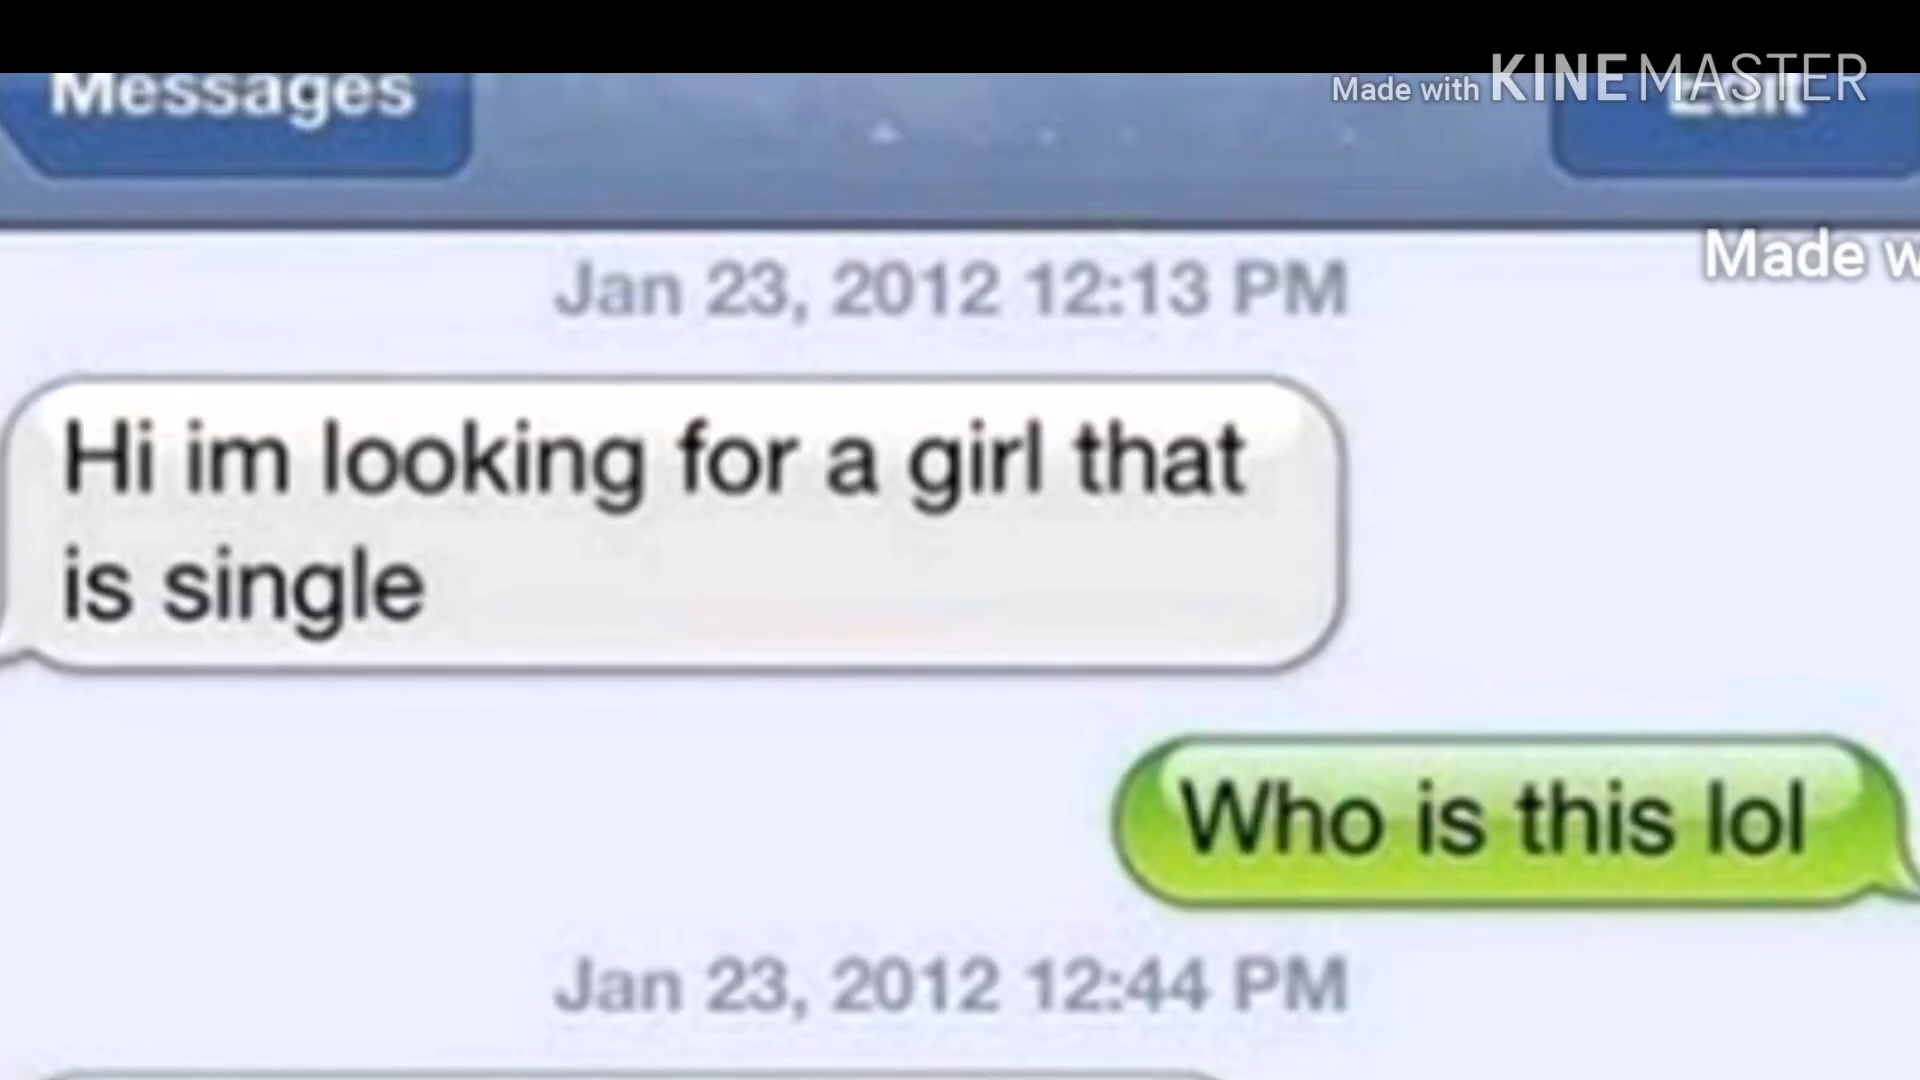 Messages
Made with KINEMASTER
Edit
Made w
Jan 23, 2012 12:13 PM
Hi im looking for a girl that
is single
Who is this lol
Jan 23, 2012 12:44 PM